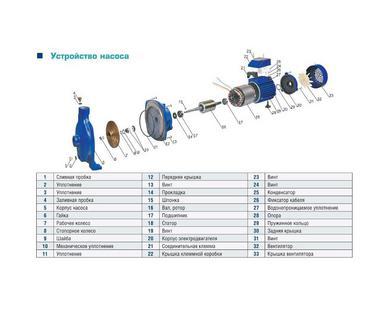 Устройство насоса
1 Сливная пробка 12 Передняя крышка 23 Винт
2 Уплотнение 13 Винт 24 Винт
3 Уплотнение 14 Прокладка 25 Конденсатор
4 Заливная пробка 15 Шпонка 26 Фиксатор кабеля
5 Корпус насоса 16 Вал, ротор 27 Водонепроницаемое уплотнение
6 Гайка 17 Подшипник 28 Опора
7 Рабочее колесо 18 Статор 29 Пружинное кольцо
8 Стопорное кольцо 19 Винт 30 Задняя крышка
9 Шайба 20 Корпус электродвигателя 31 Винт
10 Механическое уплотнение 21 Уплотнение 32 Вентилятор
11 Уплотнение 22 Крышка клеммной коробки 33 Крышка вентилятора